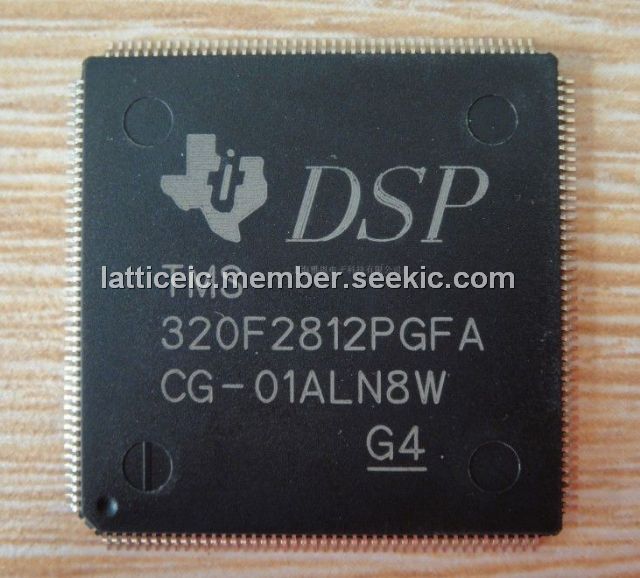 DSP
TMS
latticeic.member.seekic.com
320F2812PGFA
CG-01ALN8W
G4